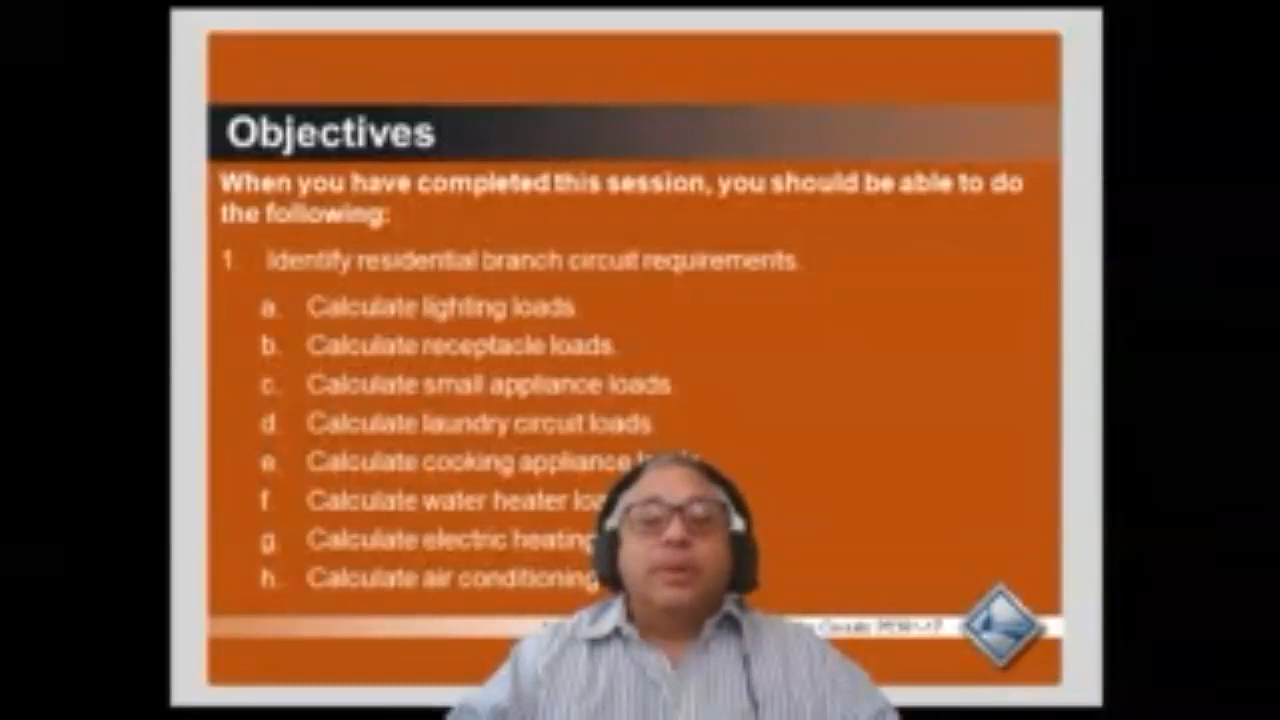 Objectives
When you have completed this session, you should be able to do
the following:
1. Identify residential branch circuit requirements.
a. Calculate lighting loads.
b. Calculate receptacle loads.
c. Calculate small appliance loads.
d. Calculate laundry circuit loads.
e. Calculate cooking appliance
f. Calculate water heater
g. Calculate electric heating
h. Calculate air conditioning